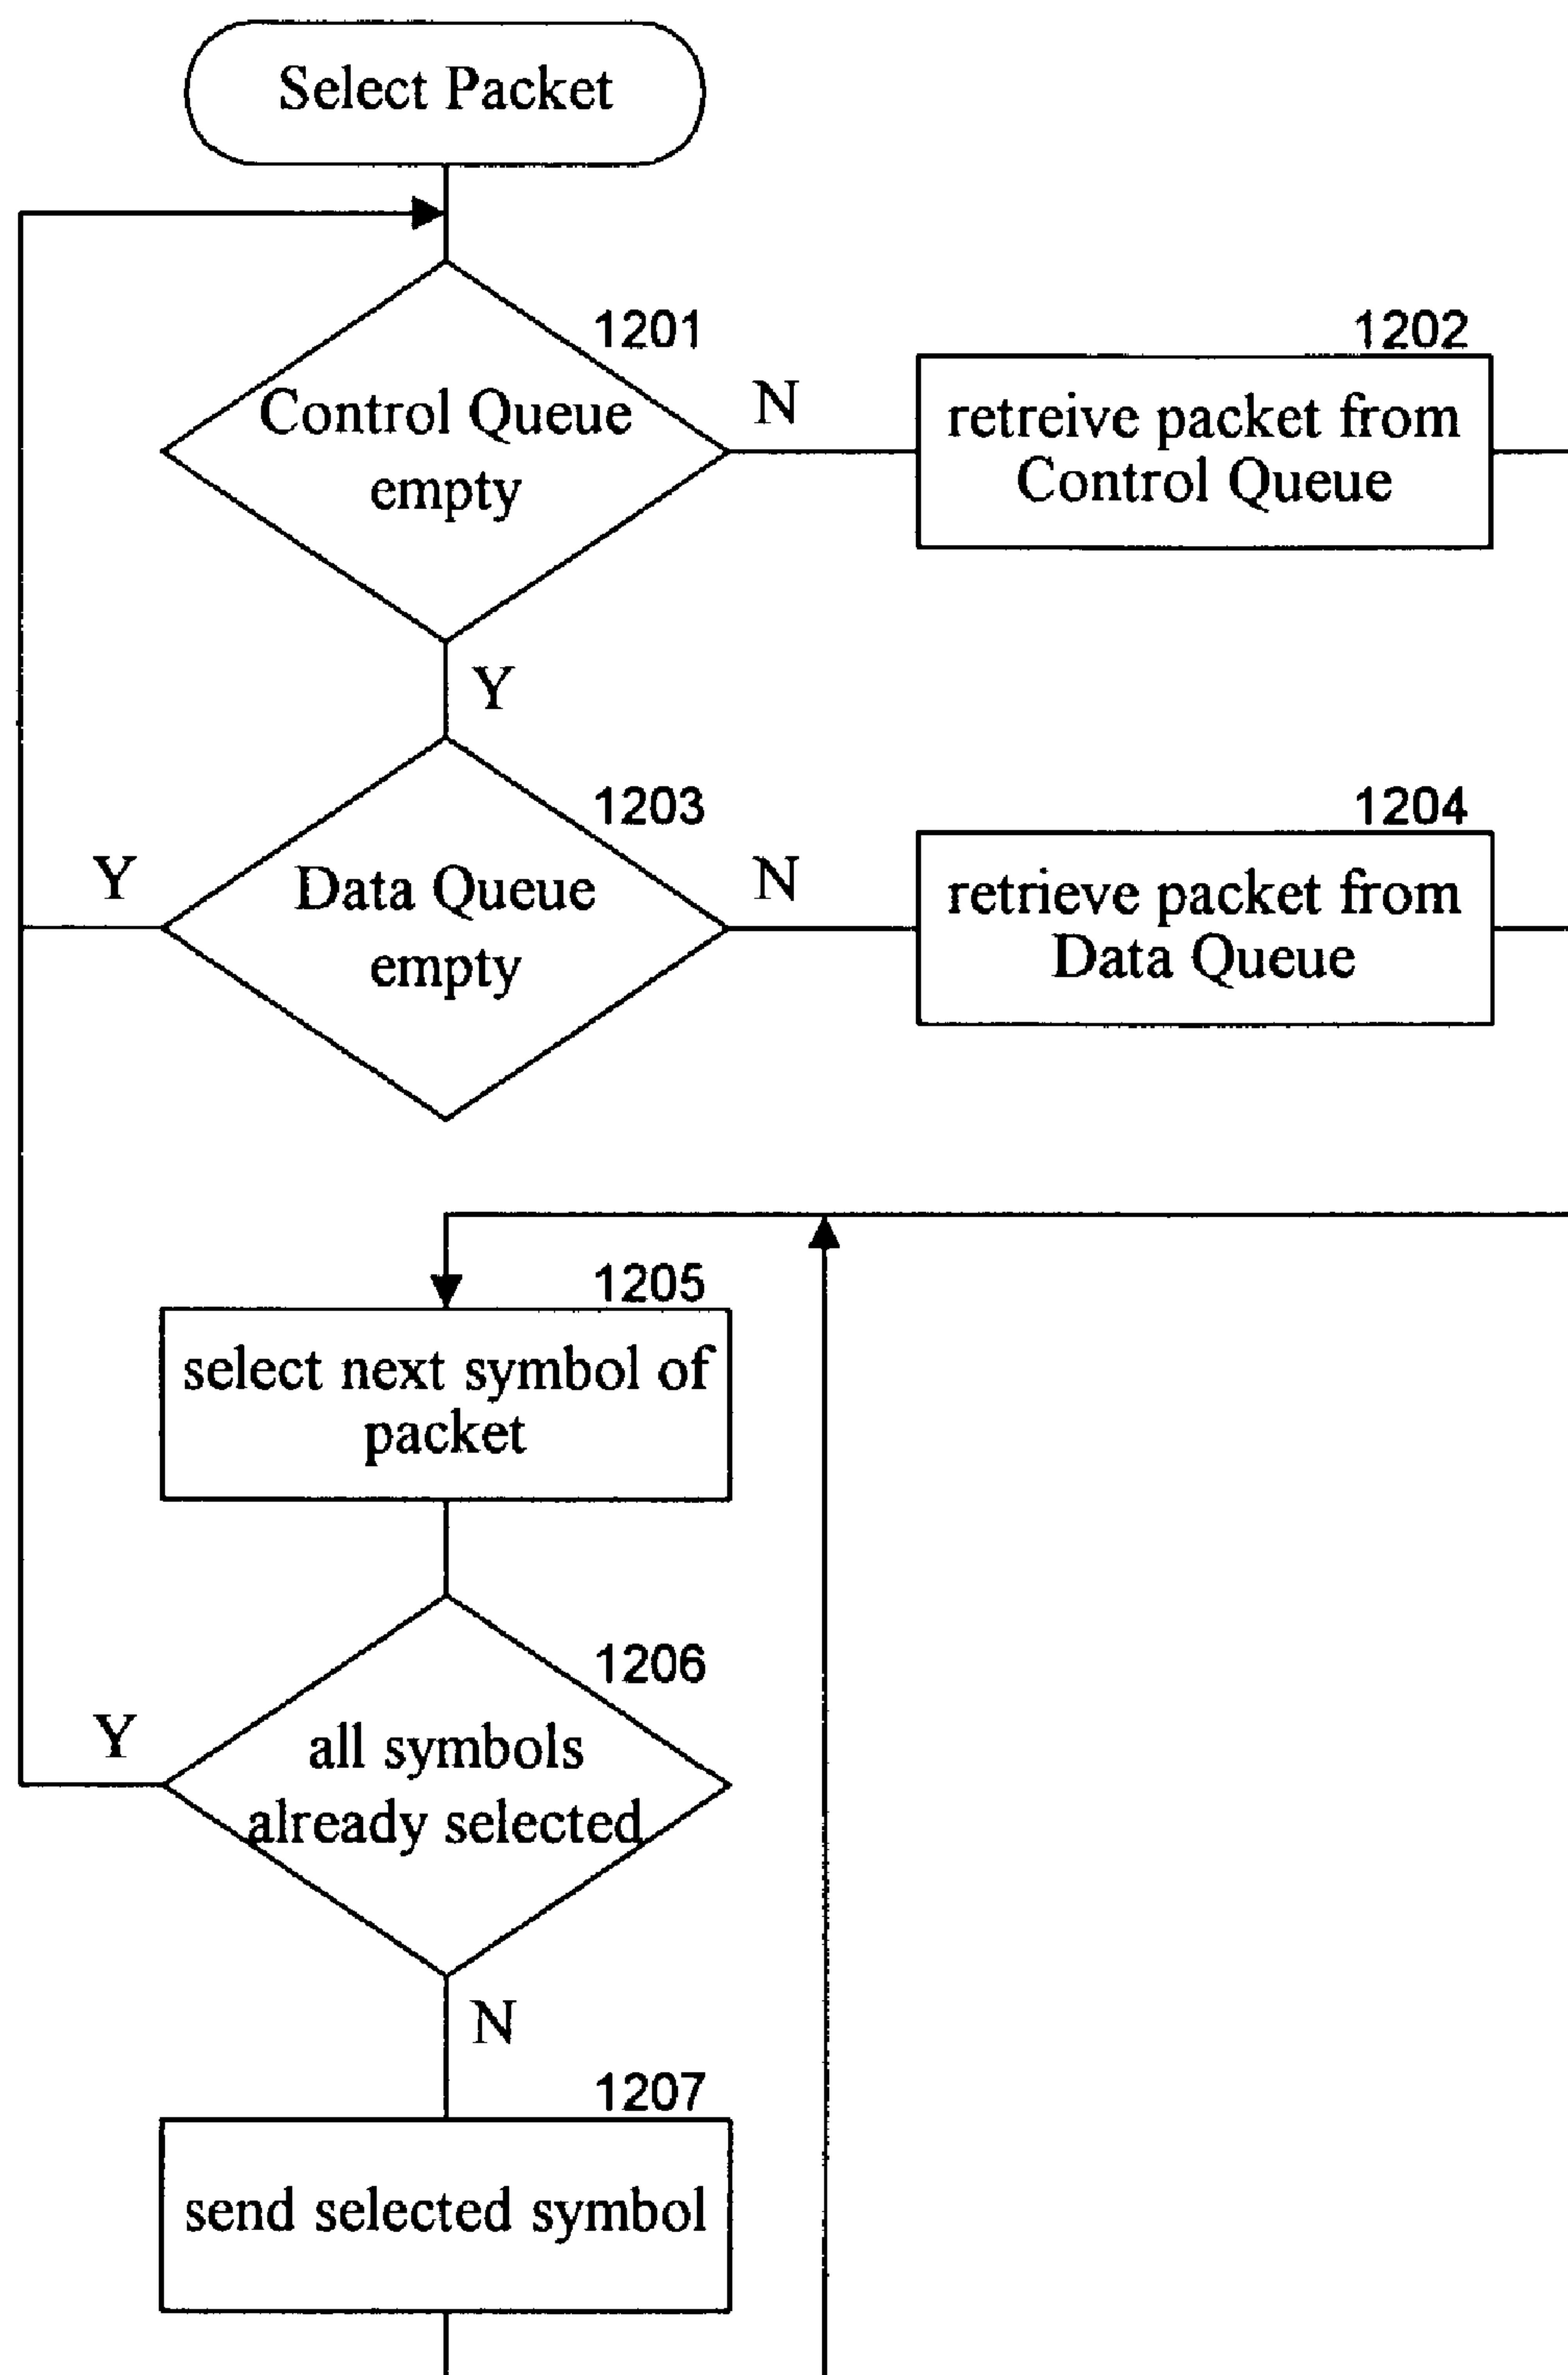 Select Packet
1201
Control Queue
empty
N
1202
retreive packet from
Control Queue
Y
1203
Data Queue
empty
Y
N
1204
retrieve packet from
Data Queue
1205
select next symbol of
packet
1206
all symbols
already selected
Y
N
1207
send selected symbol